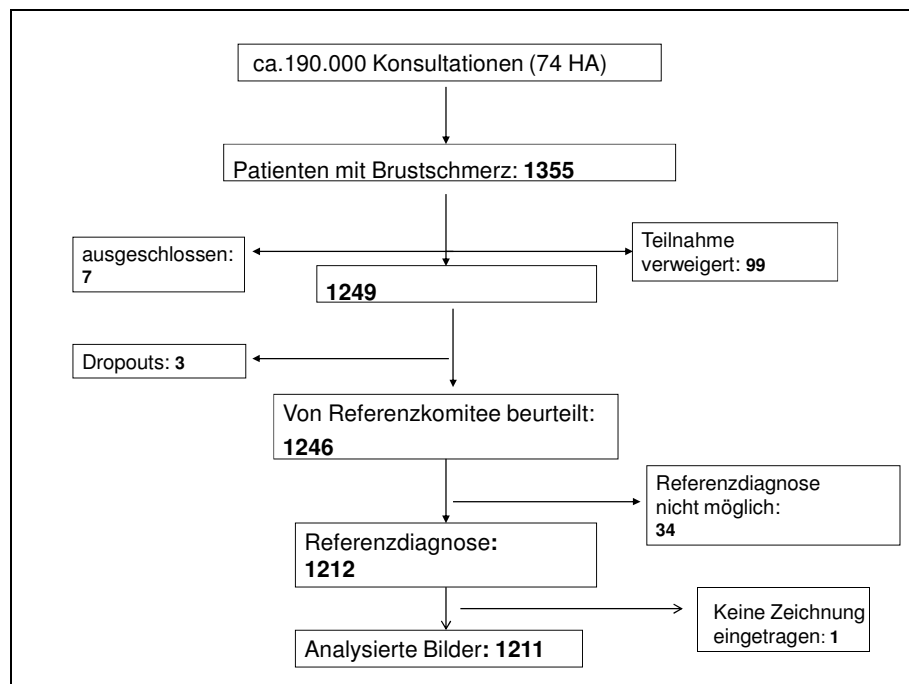 ca.190.000 Konsultationen (74 HA)
Patienten mit Brustschmerz: 1355
ausgeschlossen:
7
Teilnahme
verweigert: 99
1249
Dropouts: 3
Von Referenzkomitee beurteilt:
1246
Referenzdiagnose
nicht möglich:
34
Referenzdiagnose:
1212
Keine Zeichnung
eingetragen: 1
Analysierte Bilder: 1211